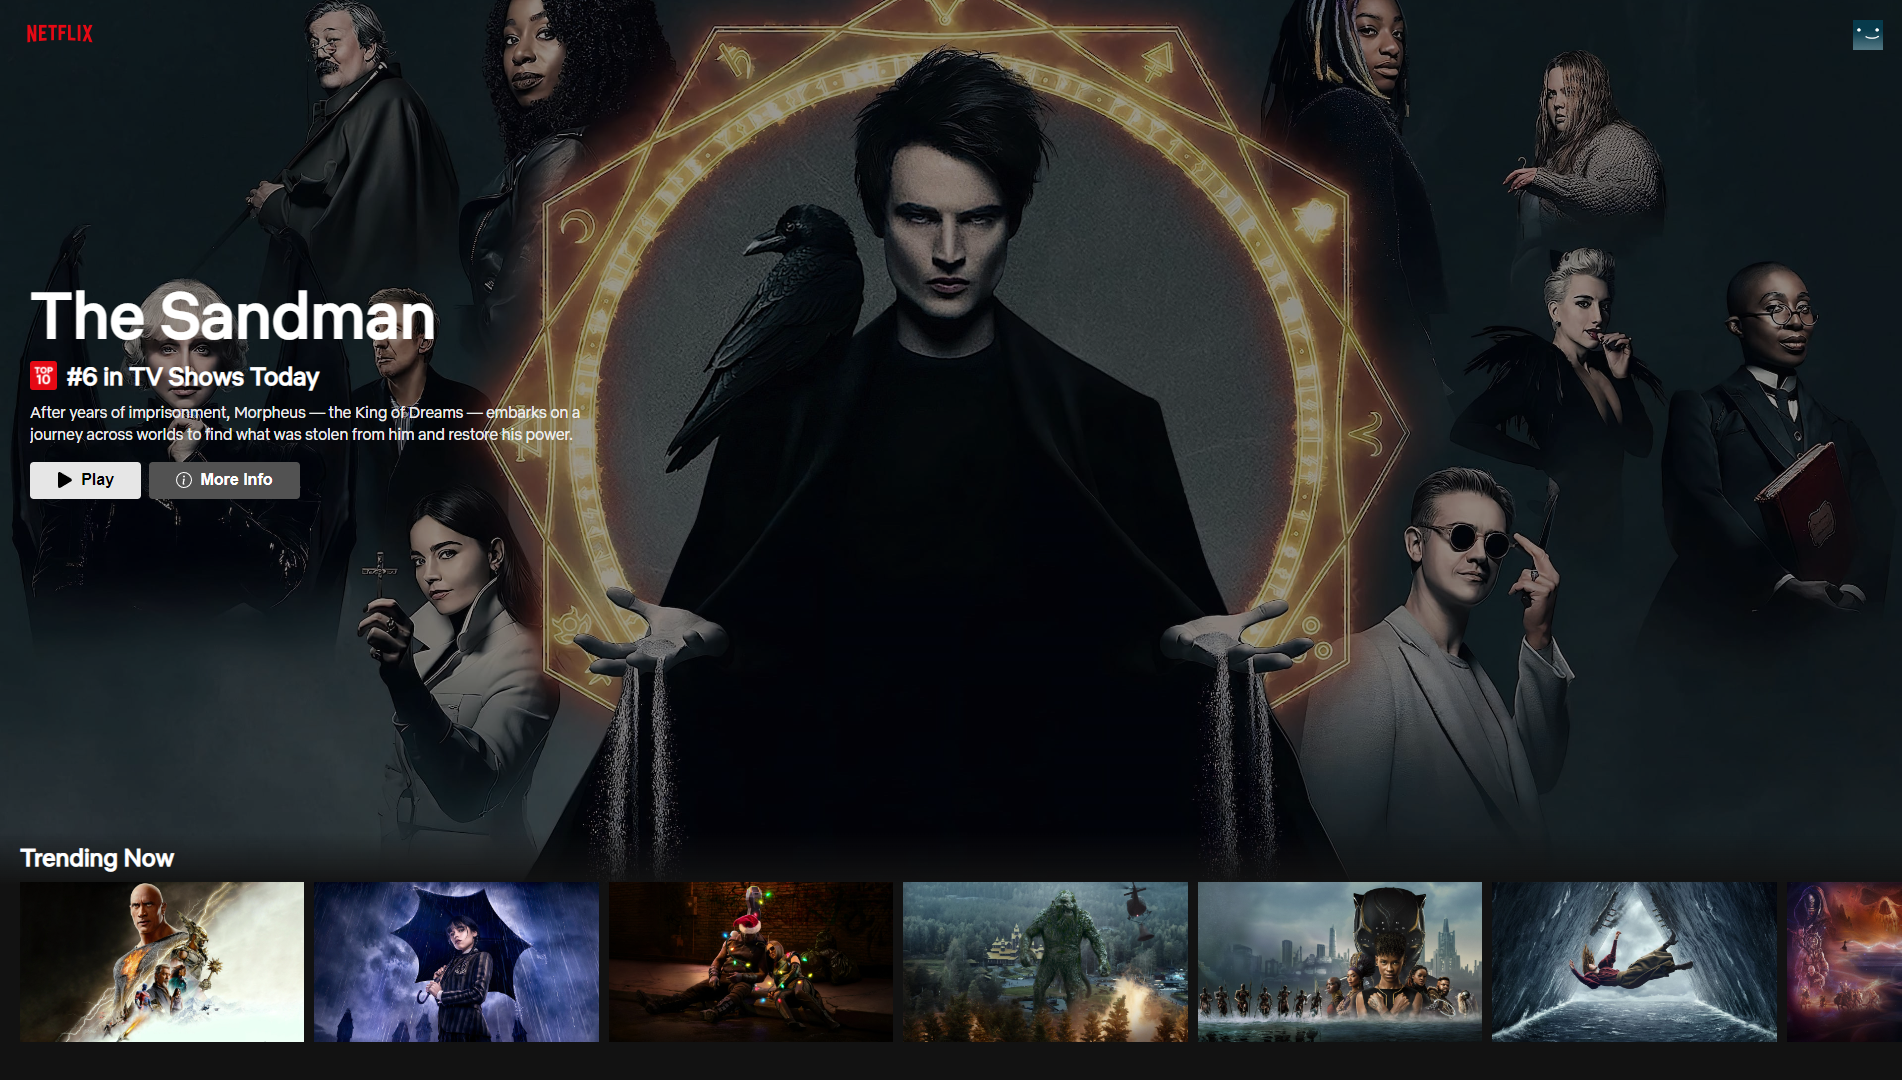 NETFLIX
The Sandman
TOP
10
#6 in TV Shows Today
After years of imprisonment, Morpheus — the King of Dreams — embarks on a
journey across worlds to find what was stolen from him and restore his power.
Play
More Info
Trending Now